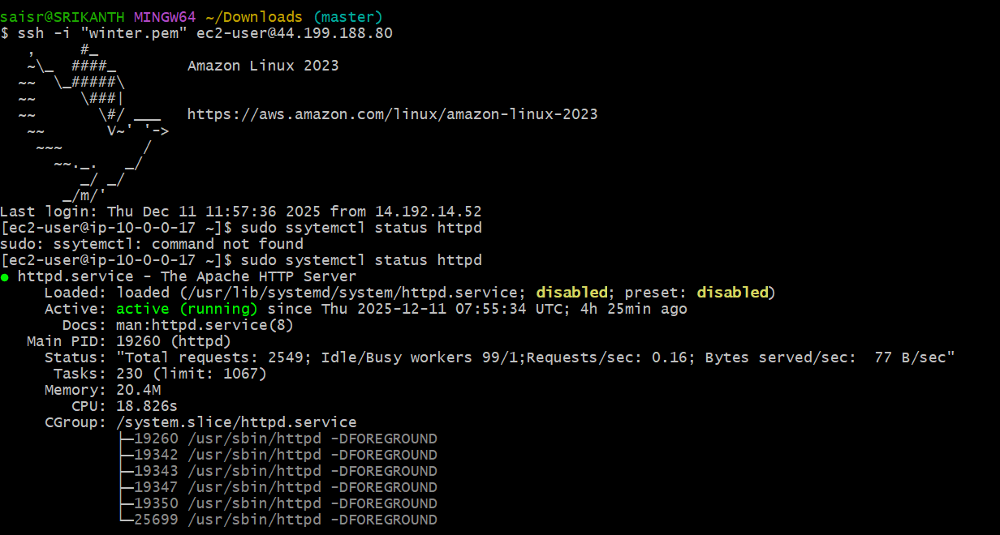 saisr@SRIKANTH MINGW64 ~/Downloads (master)
$ ssh -i "winter.pem" ec2-user@44.199.188.80
   ,     #_
   ~\_  ####_        Amazon Linux 2023
  ~~  \_#####\
  ~~     \###|
  ~~       \#/ ___   https://aws.amazon.com/linux/amazon-linux-2023
   ~~       V~' '->
    ~~~         /
      ~~._.   _/
         _/ _/
       _/m/'
Last login: Thu Dec 11 11:57:36 2025 from 14.192.14.52
[ec2-user@ip-10-0-0-17 ~]$ sudo ssytemctl status httpd
sudo: ssytemctl: command not found
[ec2-user@ip-10-0-0-17 ~]$ sudo systemctl status httpd
● httpd.service - The Apache HTTP Server
     Loaded: loaded (/usr/lib/systemd/system/httpd.service; disabled; preset: disabled)
     Active: active (running) since Thu 2025-12-11 07:55:34 UTC; 4h 25min ago
       Docs: man:httpd.service(8)
   Main PID: 19260 (httpd)
     Status: "Total requests: 2549; Idle/Busy workers 99/1;Requests/sec: 0.16; Bytes served/sec:  77 B/sec"
      Tasks: 230 (limit: 1067)
     Memory: 20.4M
        CPU: 18.826s
     CGroup: /system.slice/httpd.service
             ├─19260 /usr/sbin/httpd -DFOREGROUND
             ├─19342 /usr/sbin/httpd -DFOREGROUND
             ├─19343 /usr/sbin/httpd -DFOREGROUND
             ├─19347 /usr/sbin/httpd -DFOREGROUND
             ├─19350 /usr/sbin/httpd -DFOREGROUND
             └─25699 /usr/sbin/httpd -DFOREGROUND